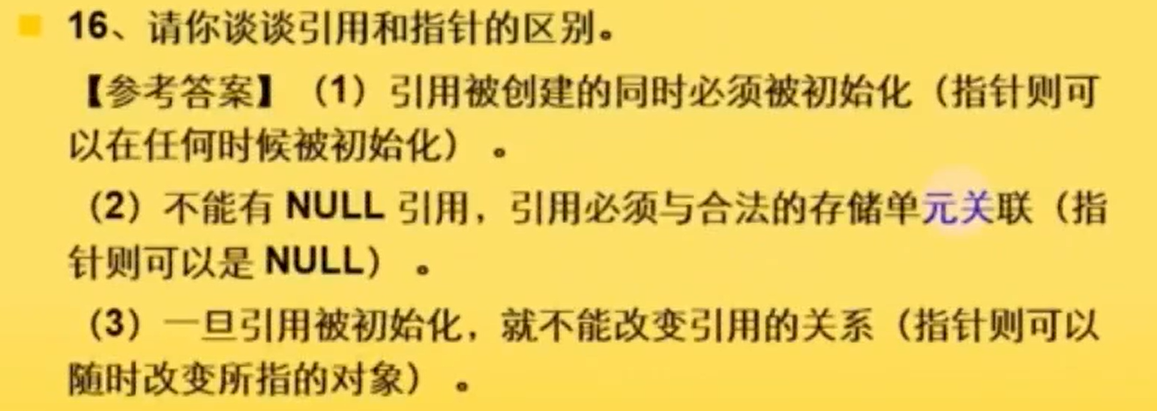 16、请你谈谈引用和指针的区别。
【参考答案】（1）引用被创建的同时必须被初始化（指针则可
以在任何时候被初始化）。
（2）不能有 NULL 引用，引用必须与合法的存储单元关联（指
针则可以是 NULL）。
（3）一旦引用被初始化，就不能改变引用的关系（指针则可以
随时改变所指的对象）。